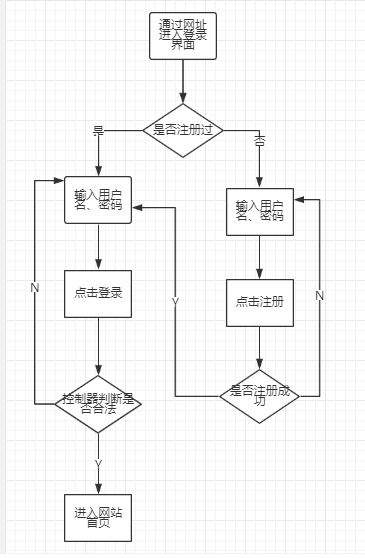 通过网址
进入登录
界面
是否注册过
是
否
输入用户
名、密码
输入用户
名、密码
点击登录
点击注册
N
Y
N
控制器判断是
否合法
是否注册成
功
Y
进入网站
首页